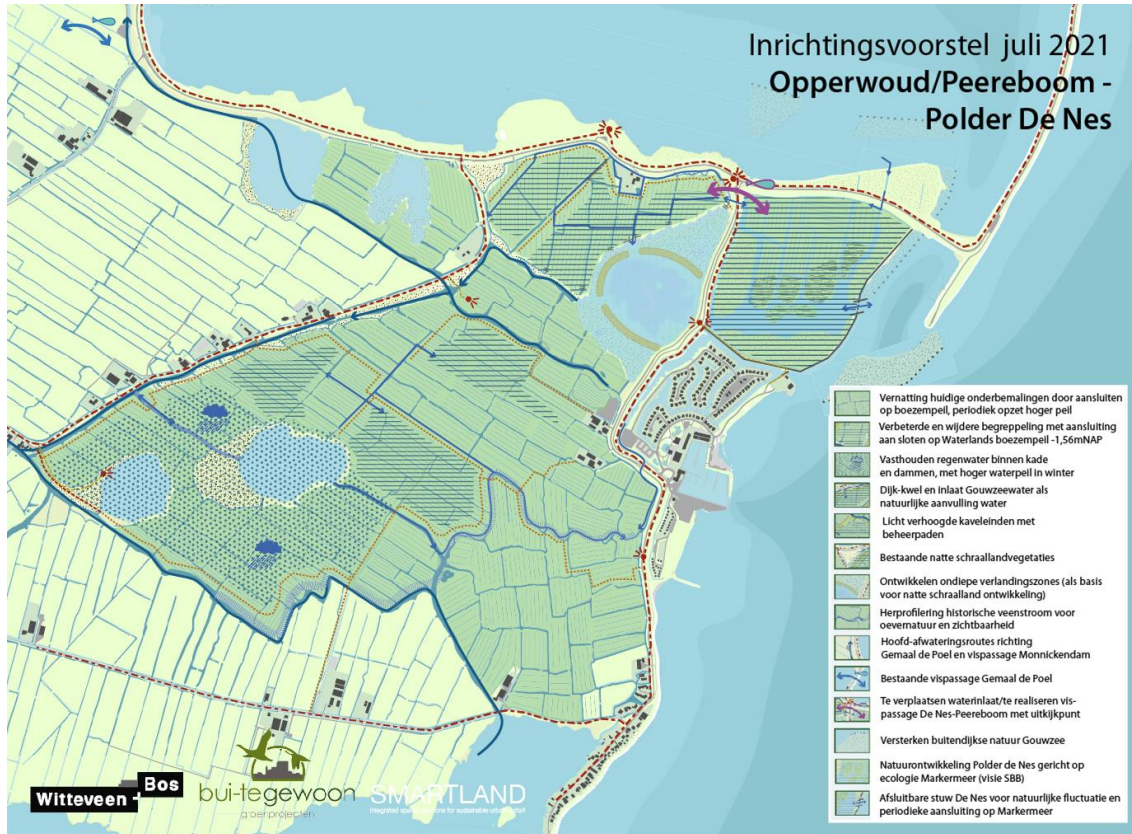 Inrichtingsvoorstel juli 2021
Opperwoud/Peereboom -
Polder De Nes
Vernatting huidige onderbemalingen door aansluiten
op boezempeil, periodiek opzet hoger peil
Verbeterde en wijdere begreppeling met aansluiting
aan sloten op Waterlands boezempeil -1,56mNAP
Vasthouden regenwater binnen kade
en dammen, met hoger waterpeil in winter
Dijk-kwel en inlaat Gouwzeewater als
natuurlijke aanvulling water
Licht verhoogde kaveleinden met
beheerpaden
Bestaande natte schraallandvegetaties
Ontwikkelen ondiepe verlandingszones (als basis
voor natte schraalland ontwikkeling)
Herprofilering historische veenstroom voor
oevernatuur en zichtbaarheid
Hoofd-afwateringsroutes richting
Gemaal de Poel en vispassage Monnickendam
Bestaande vispassage Gemaal de Poel
Te verplaatsen waterinlaat/te realiseren vis-
passage De Nes-Peereboom met uitkijkpunt
Versterken buitendijkse natuur Gouwzee
Natuurontwikkeling Polder de Nes gericht op
ecologie Markermeer (visie SBB)
Afsluitbare stuw De Nes voor natuurlijke fluctuatie en
periodieke aansluiting op Markermeer
Witteveen + Bos
bui-tegewoon
groenprojecten
SMARTLAND